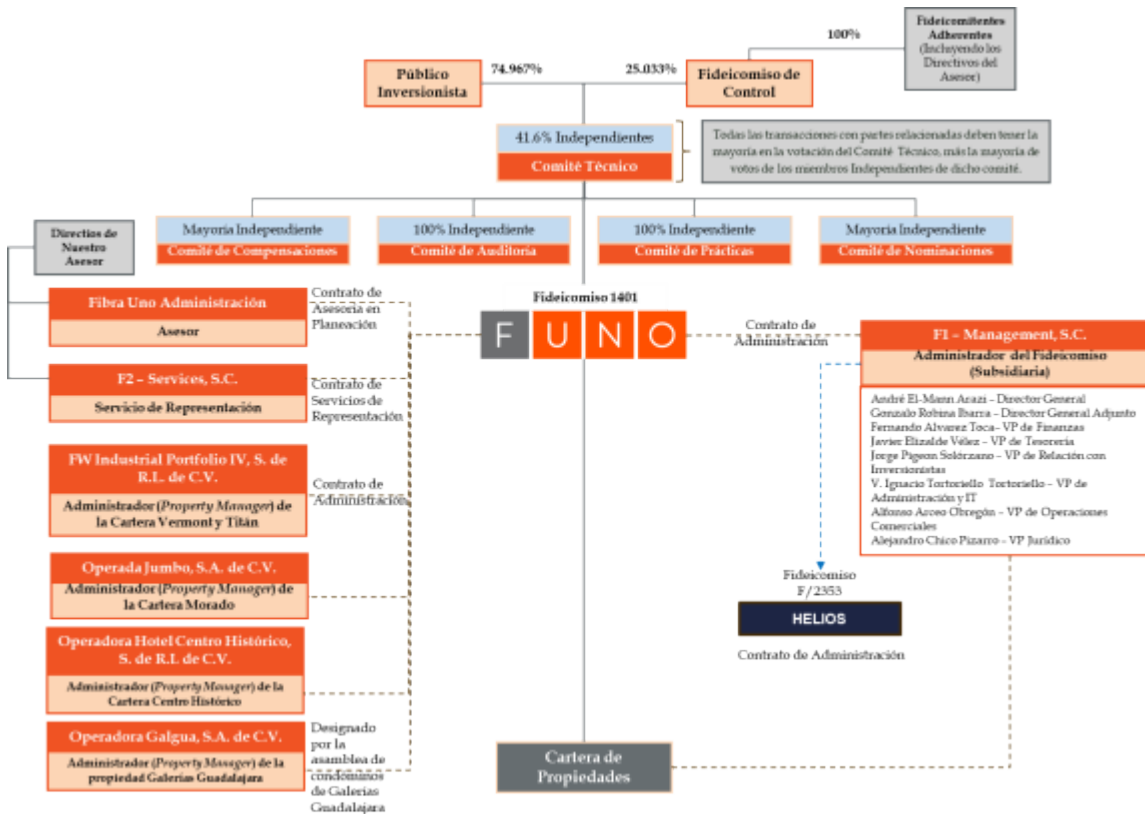 Fideicomitentes
Adherentes
(Incluyendo los
Directivos del
Asesor)
100%
Público
Inversionista
74.967%
25.033%
Fideicomiso de
Control
41.6% Independientes
Comité Técnico
Todas las transacciones con partes relacionadas deben tener la
mayoría en la votación del Comité Técnico, más la mayoría de
votos de los miembros Independientes de dicho comité.
Mayoría Independiente
Comité de Compensaciones
100% Independiente
Comité de Auditoría
100% Independiente
Comité de Prácticas
Mayoría Independiente
Comité de Nominaciones
Directios de
Nuestro
Asesor
Fibra Uno Administración
Asesor
Contrato de
Asesoría en
Planeación
Fideicomiso 1401
FUNO
Contrato de
Administración
F1 – Management, S.C.
Administrador del Fideicomiso
(Subsidiaria)
André El-Mann Arazi – Director General
Gonzalo Robina Ibarra – Director General Adjunto
Fernando Alvarez Toca– VP de Finanzas
Javier Elizalde Vélez – VP de Tesorería
Jorge Pigeon Solórzano – VP de Relación con
Inversionistas
V. Ignacio Tortoriello Tortoriello – VP de
Administración y IT
Alfonso Arceo Obregón – VP de Operaciones
Comerciales
Alejandro Chico Pizarro – VP Jurídico
F2 – Services, S.C.
Servicio de Representación
Contrato de
Servicios de
Representación
FW Industrial Portfolio IV, S. de
R.L. de C.V.
Administrador (Property Manager) de
la Cartera Vermont y Titán
Contrato de
Administración
Operada Jumbo, S.A. de C.V.
Administrador (Property Manager) de
la Cartera Morado
Fideicomiso
F/2353
HELIOS
Contrato de Administración
Operadora Hotel Centro Histórico,
S. de R.L de C.V.
Administrador (Property Manager) de la
Cartera Centro Histórico
Operadora Galgua, S.A. de C.V.
Administrador (Property Manager) de
la propiedad Galerías Guadalajara
Designado
por la
asamblea de
condóminos
de Galerías
Guadalajara
Cartera de
Propiedades